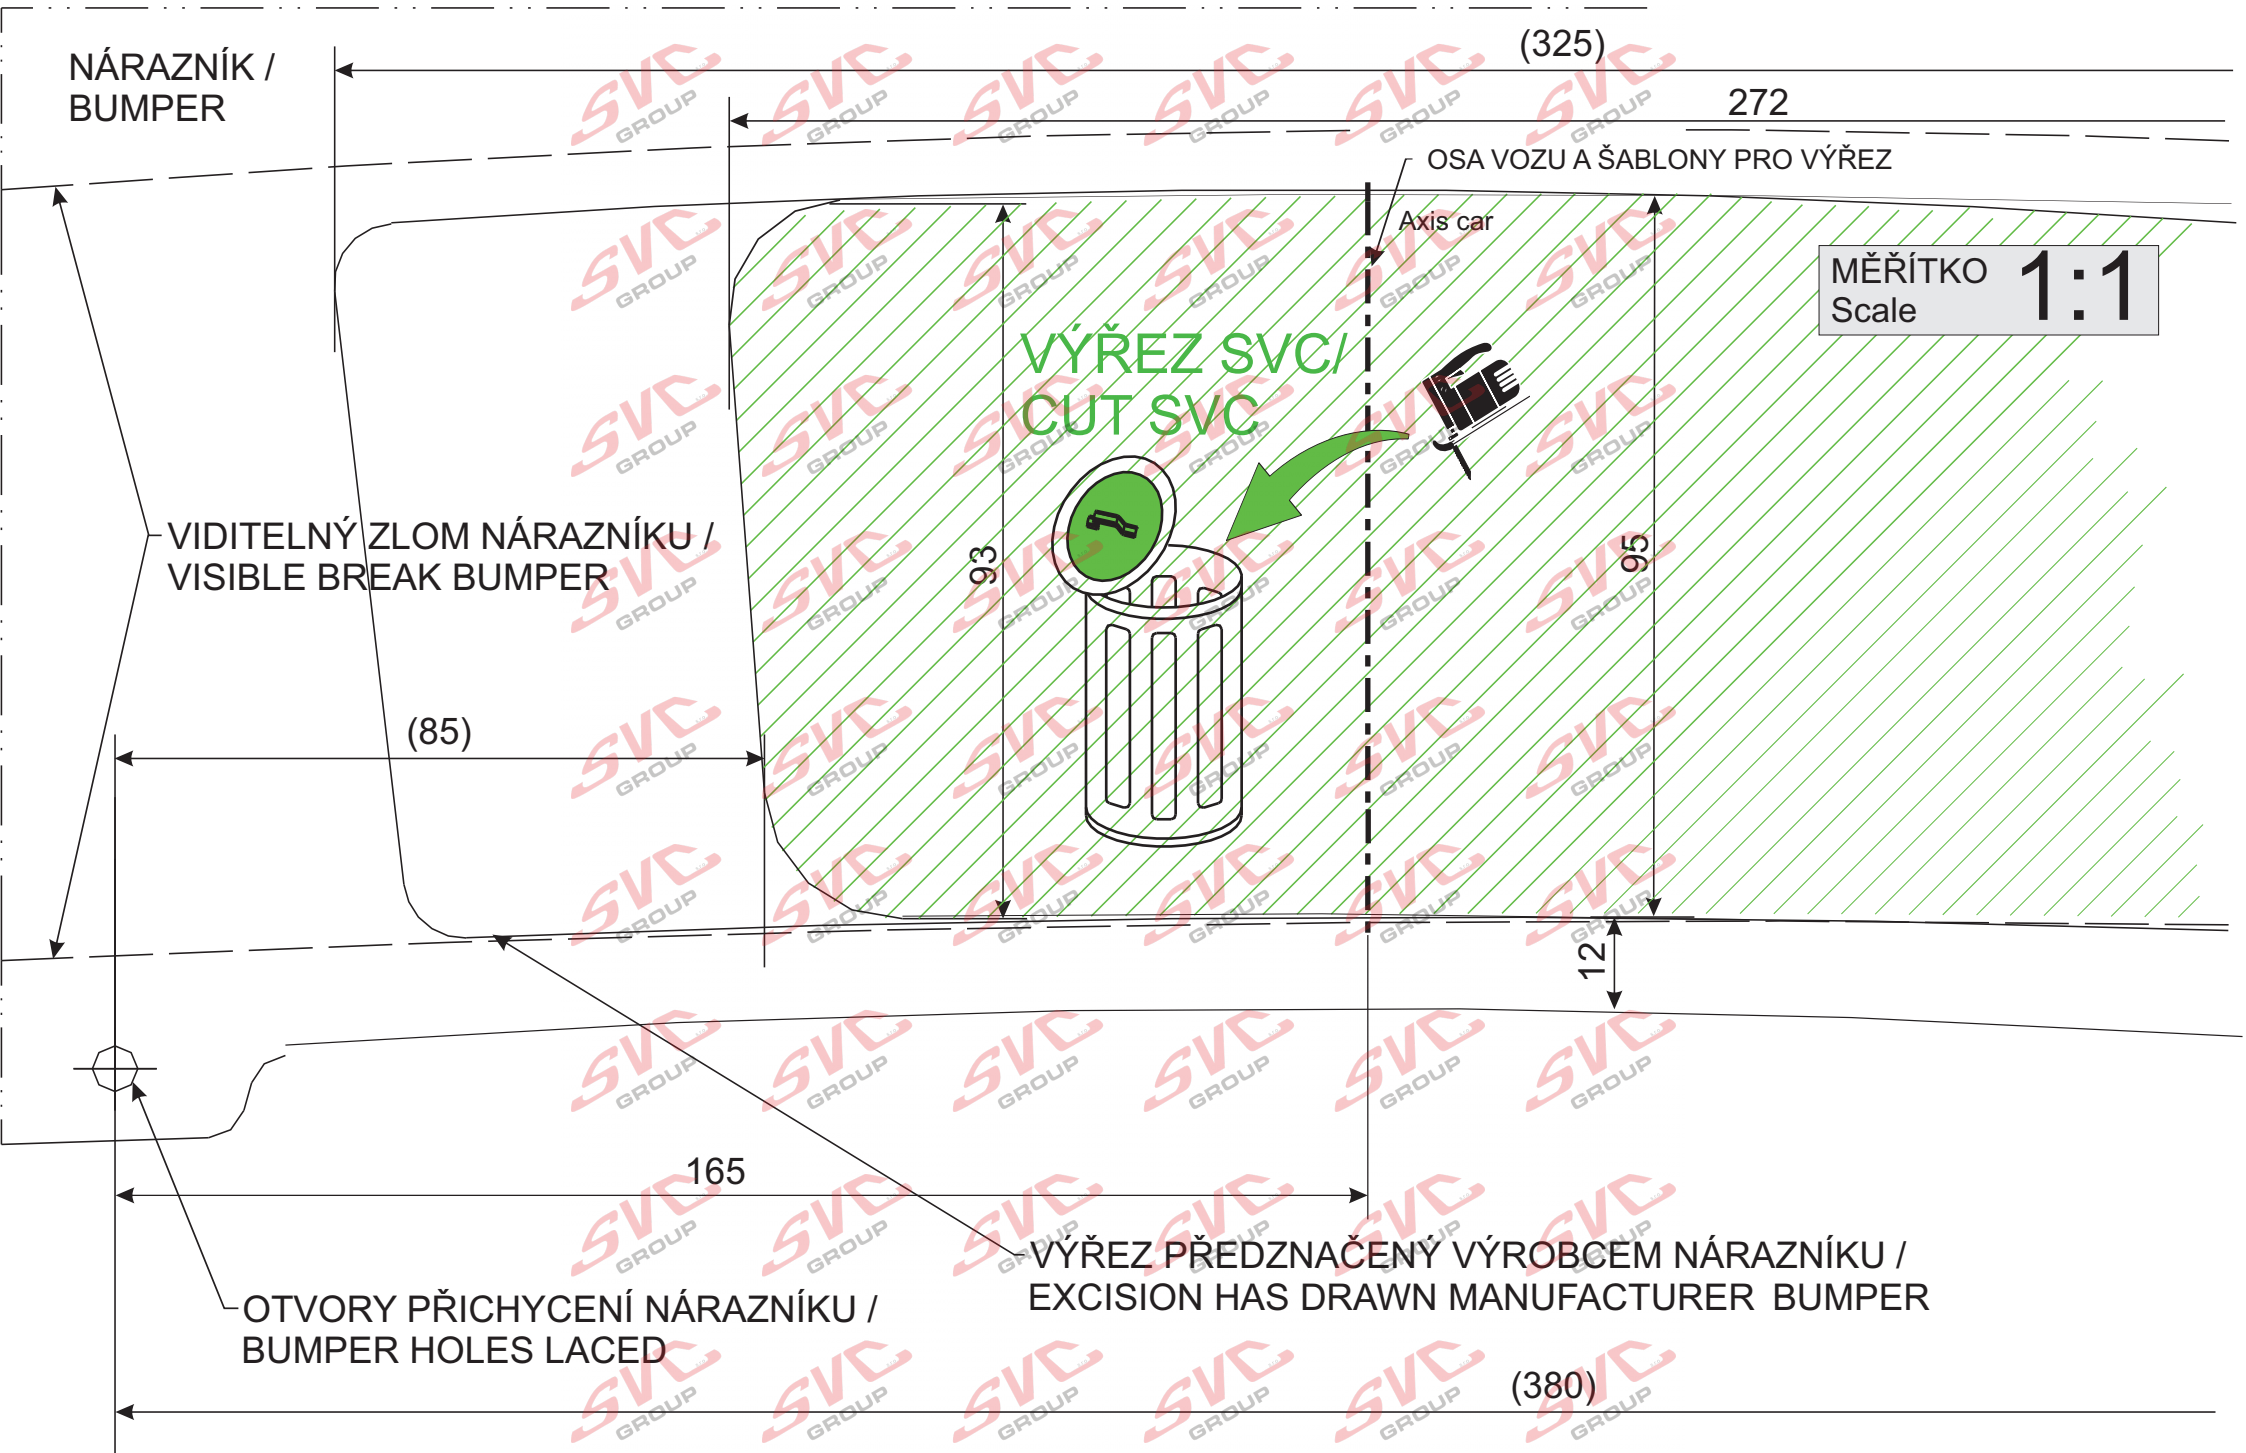 NÁRAZNÍK /
BUMPER
(325)
272
OSA VOZU A ŠABLONY PRO VÝŘEZ
Axis car
MĚŘÍTKO
Scale
1:1
VÝŘEZ SVC/
CUT SVC
VIDITELNÝ ZLOM NÁRAZNÍKU /
VISIBLE BREAK BUMPER
93
95
(85)
12
165
VÝŘEZ PŘEDZNAČENÝ VÝROBCEM NÁRAZNÍKU /
EXCISION HAS DRAWN MANUFACTURER BUMPER
OTVORY PŘICHYCENÍ NÁRAZNÍKU /
BUMPER HOLES LACED
(380)
SVC
GROUP